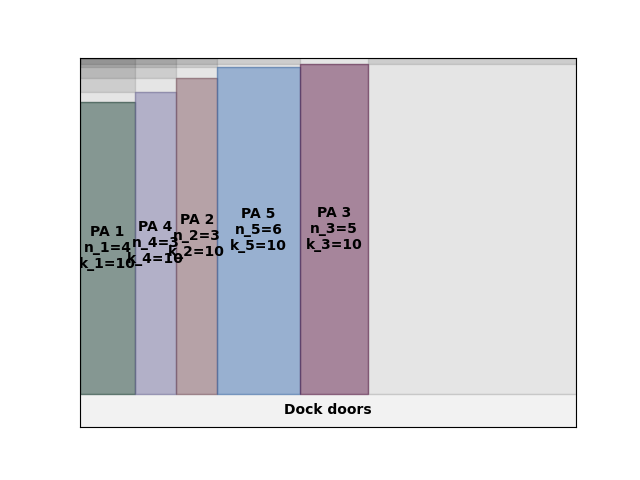 PA 1
n_1=4
k_1=10
PA 4
n_4=3
k_4=10
PA 2
n_2=3
k_2=10
PA 5
n_5=6
k_5=10
PA 3
n_3=5
k_3=10
Dock doors